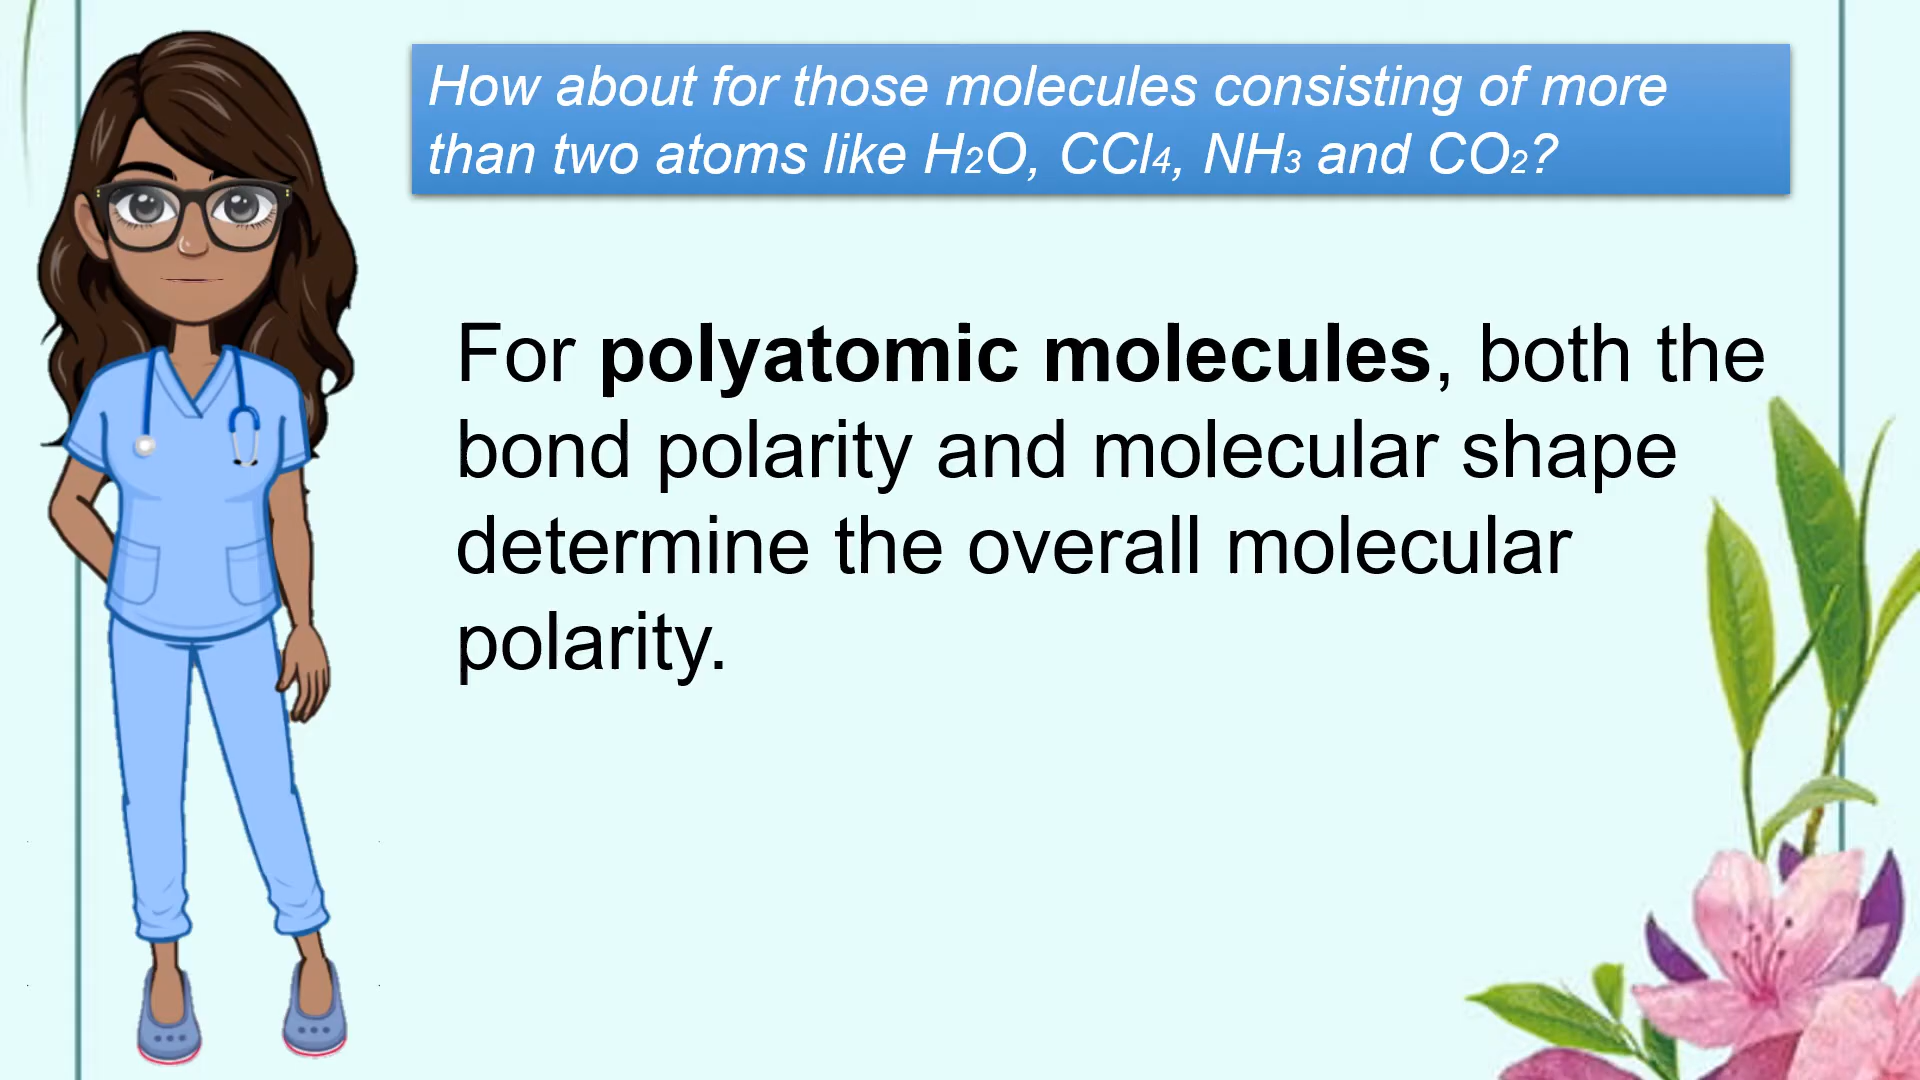 How about for those molecules consisting of more
than two atoms like H₂O, CCl₄, NH₃ and CO₂?
For polyatomic molecules, both the
bond polarity and molecular shape
determine the overall molecular
polarity.